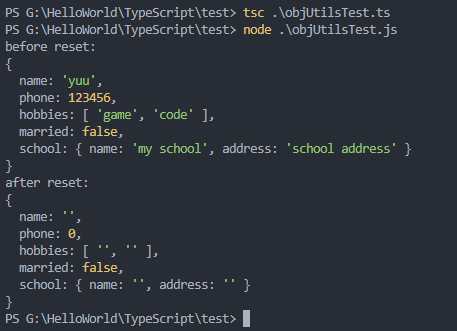 PS G:\HelloWorld\TypeScript\test> tsc .\objUtilsTest.ts
PS G:\HelloWorld\TypeScript\test> node .\objUtilsTest.js
before reset:
{
  name: 'yuu',
  phone: 123456,
  hobbies: [ 'game', 'code' ],
  married: false,
  school: { name: 'my school', address: 'school address' }
}
after reset:
{
  name: '',
  phone: 0,
  hobbies: [ '', '' ],
  married: false,
  school: { name: '', address: '' }
}
PS G:\HelloWorld\TypeScript\test>